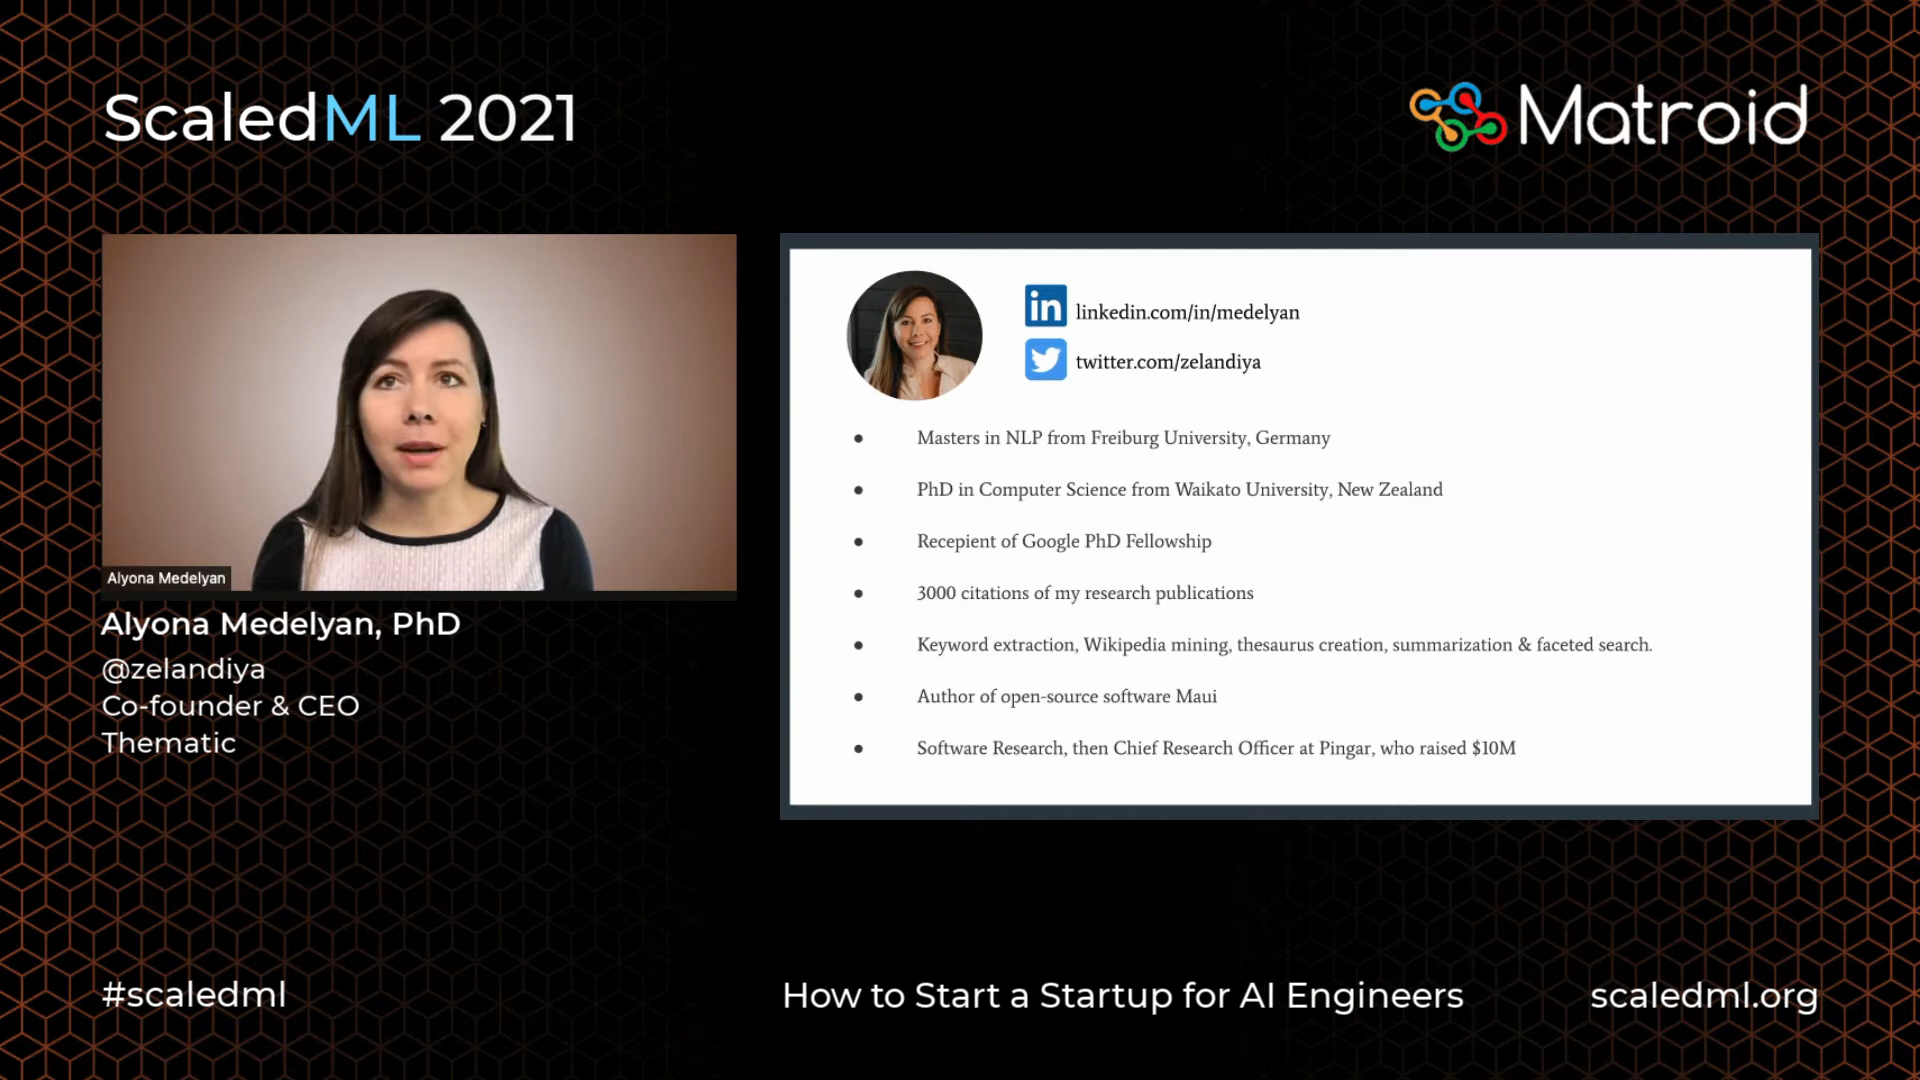 ScaledML 2021
Matroid
Alyona Medelyan
Alyona Medelyan, PhD
@zelandiya
Co-founder & CEO
Thematic
in linkedin.com/in/medelyan
twitter.com/zelandiya
● Masters in NLP from Freiburg University, Germany
● PhD in Computer Science from Waikato University, New Zealand
● Recepient of Google PhD Fellowship
● 3000 citations of my research publications
● Keyword extraction, Wikipedia mining, thesaurus creation, summarization & faceted search.
● Author of open-source software Maui
● Software Research, then Chief Research Officer at Pingar, who raised $10M
#scaledml
How to Start a Startup for AI Engineers
scaledml.org